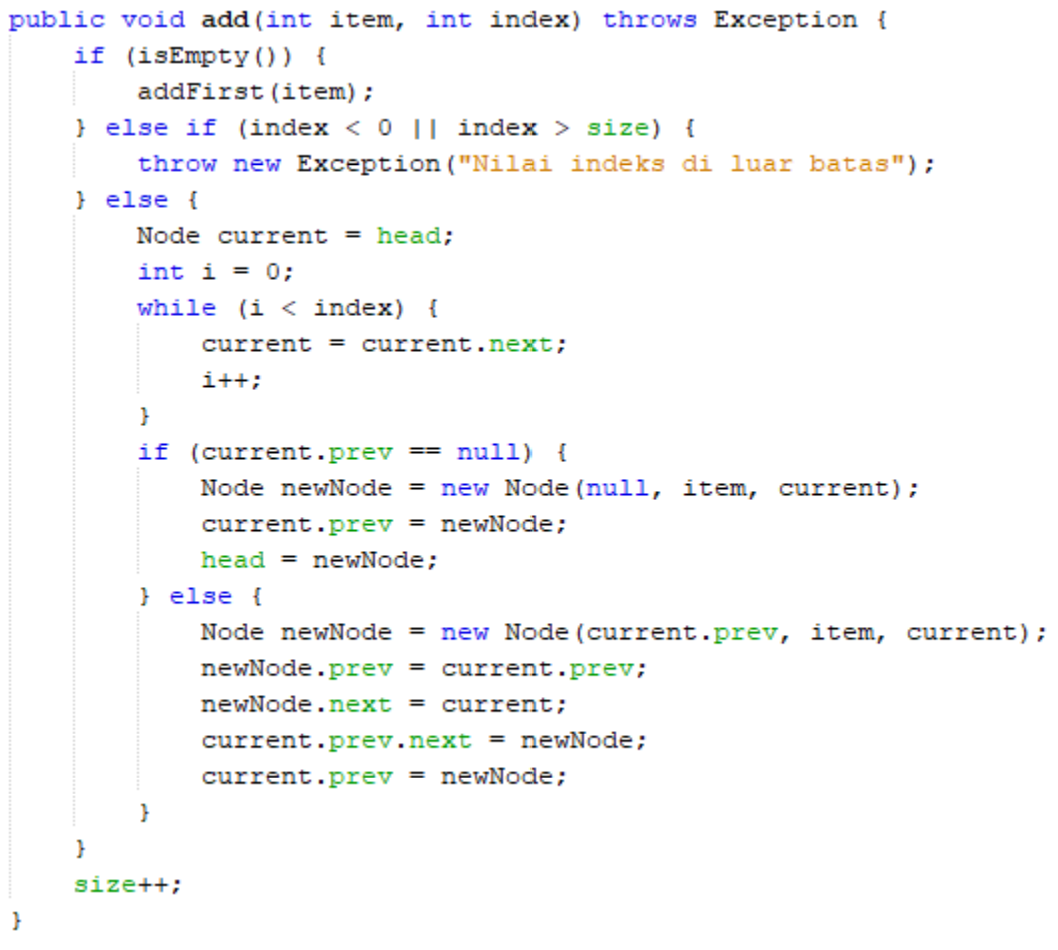 public void add(int item, int index) throws Exception {
    if (isEmpty()) {
        addFirst(item);
    } else if (index < 0 || index > size) {
        throw new Exception("Nilai indeks di luar batas");
    } else {
        Node current = head;
        int i = 0;
        while (i < index) {
            current = current.next;
            i++;
        }
        if (current.prev == null) {
            Node newNode = new Node(null, item, current);
            current.prev = newNode;
            head = newNode;
        } else {
            Node newNode = new Node(current.prev, item, current);
            newNode.prev = current.prev;
            newNode.next = current;
            current.prev.next = newNode;
            current.prev = newNode;
        }
    }
    size++;
}